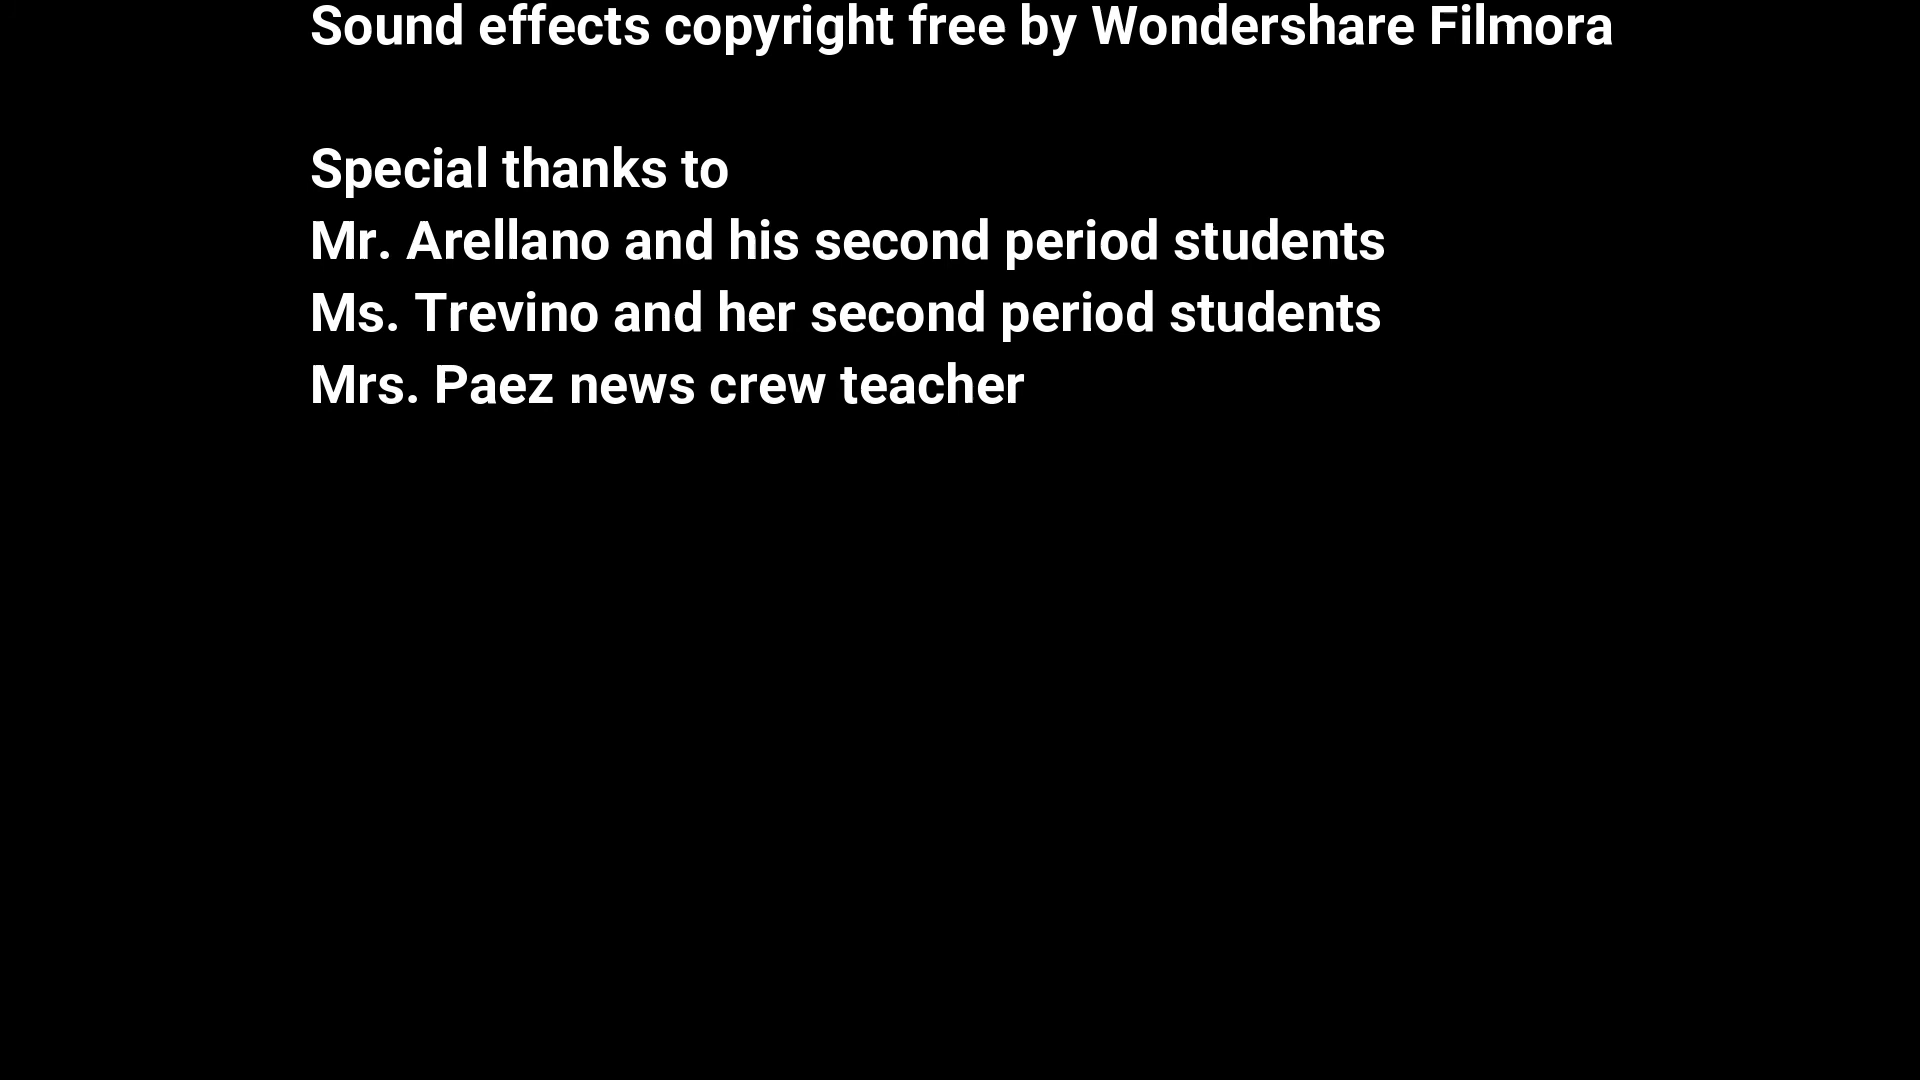 Sound effects copyright free by Wondershare Filmora
Special thanks to
Mr. Arellano and his second period students
Ms. Trevino and her second period students
Mrs. Paez news crew teacher